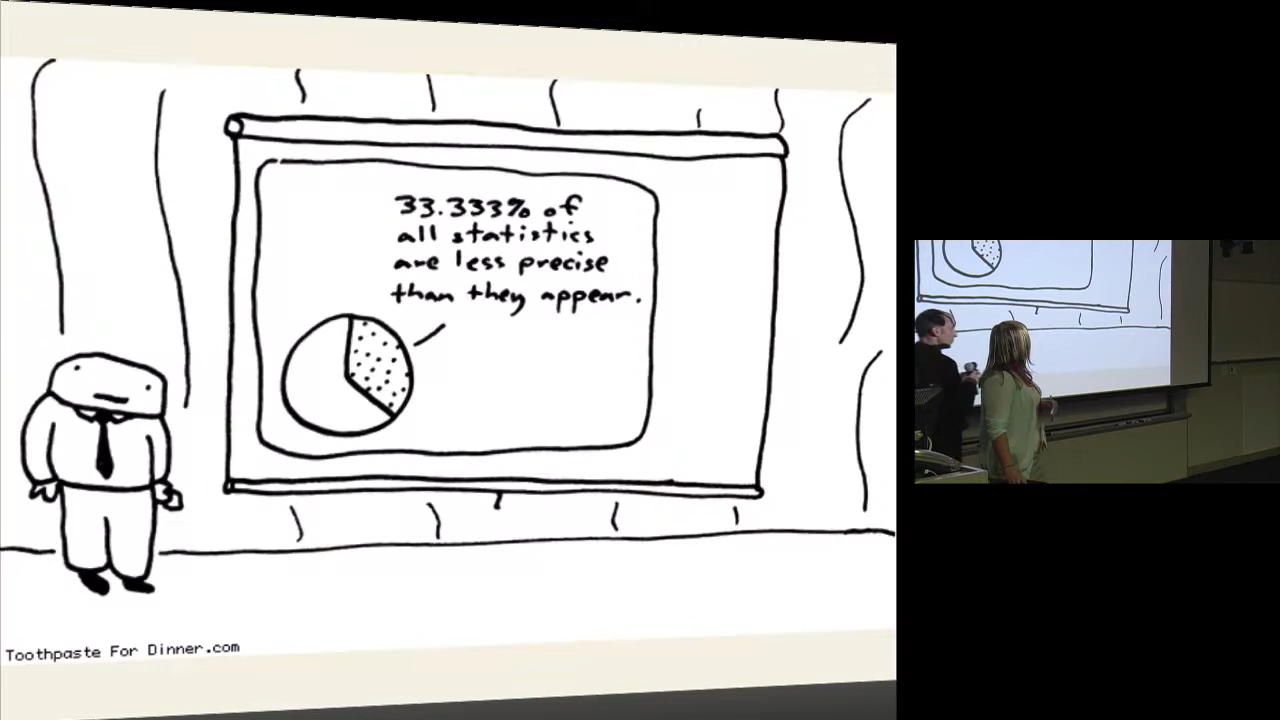 33.333% of
all statistics
are less precise
than they appear.
Toothpaste For Dinner.com